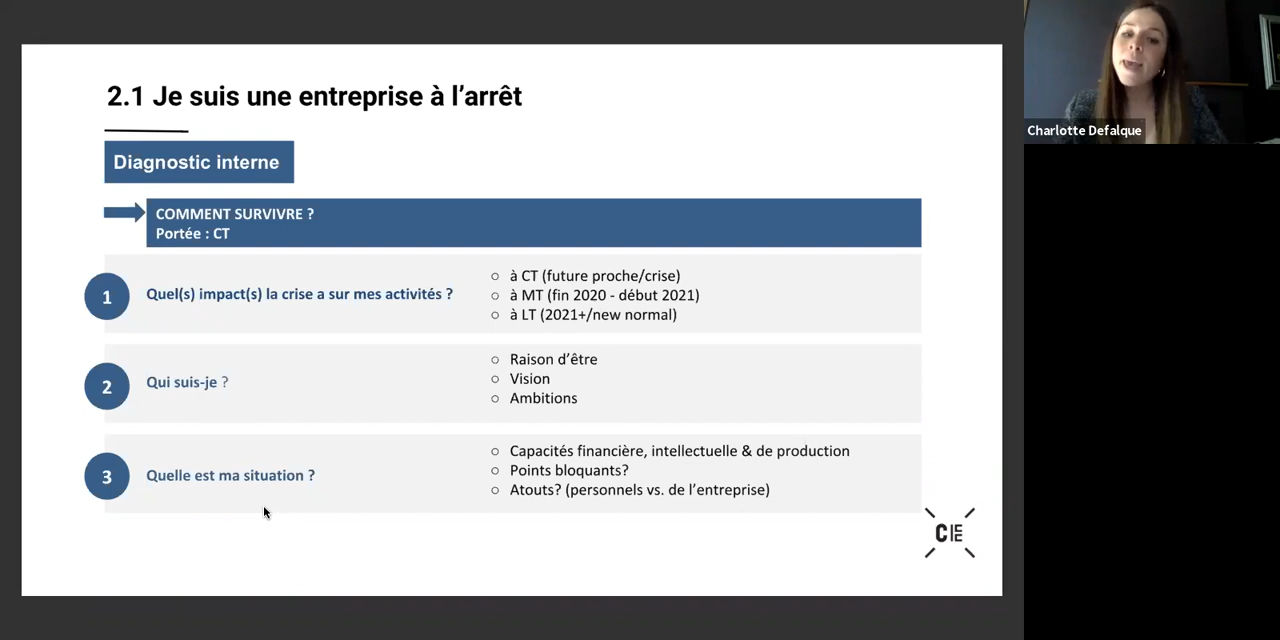 2.1 Je suis une entreprise à l’arrêt
Diagnostic interne
COMMENT SURVIVRE ?
Portée : CT
1
Quel(s) impact(s) la crise a sur mes activités ?
○ à CT (future proche/crise)
○ à MT (fin 2020 - début 2021)
○ à LT (2021+/new normal)
2
Qui suis-je ?
○ Raison d’être
○ Vision
○ Ambitions
3
Quelle est ma situation ?
○ Capacités financière, intellectuelle & de production
○ Points bloquants?
○ Atouts? (personnels vs. de l’entreprise)
Charlotte Defalque